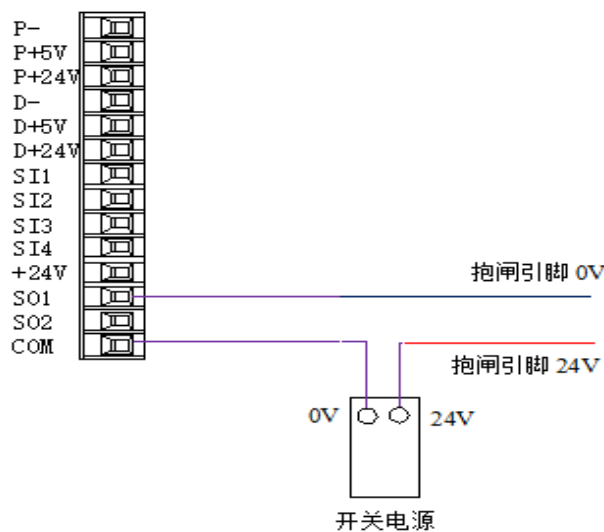 P-
P+5V
P+24V
D-
D+5V
D+24V
SI1
SI2
SI3
SI4
+24V
抱闸引脚 0V
SO1
SO2
COM
抱闸引脚 24V
0V
24V
开关电源